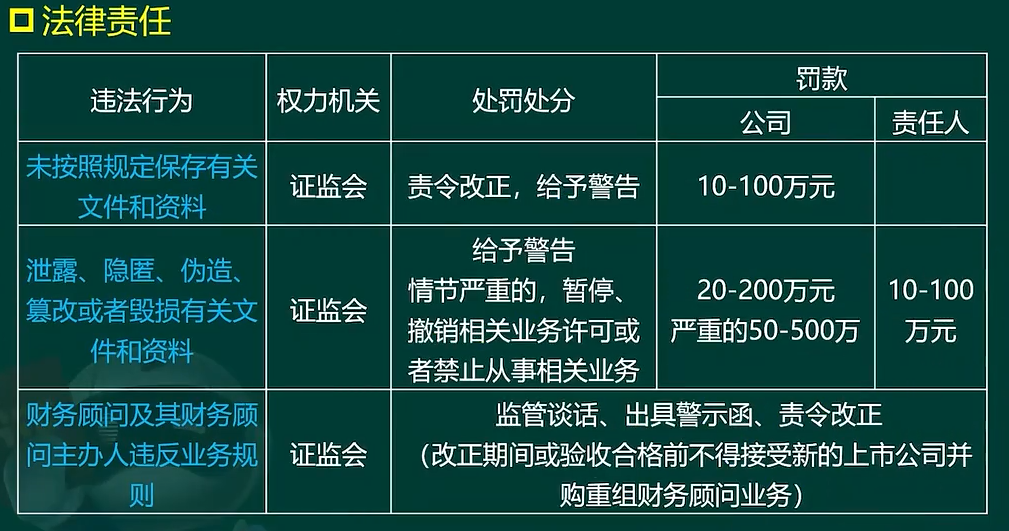 法律责任
违法行为
权力机关
处罚处分
罚款
公司
责任人
未按照规定保存有关
文件和资料
证监会
责令改正，给予警告
10-100万元
泄露、隐匿、伪造、
篡改或者毁损有关文
件和资料
证监会
给予警告
情节严重的，暂停、
撤销相关业务许可或
者禁止从事相关业务
20-200万元
严重的50-500万
10-100
万元
财务顾问及其财务顾
问主办人违反业务规
则
证监会
监管谈话、出具警示函、责令改正
（改正期间或验收合格前不得接受新的上市公司并
购重组财务顾问业务）